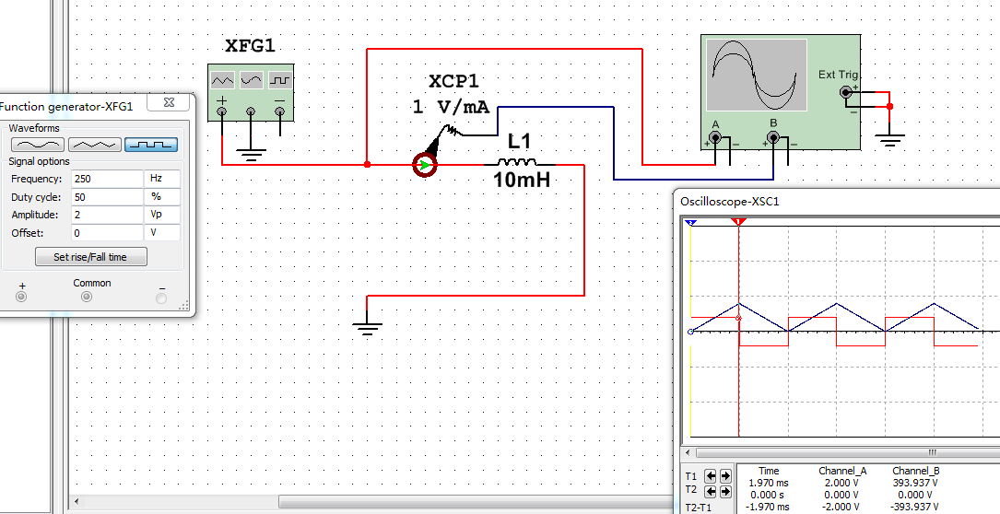 XFG1
XCP1
1 V/mA
L1
10mH
Ext Trig
+
−
A
B
+
−
+
−
+
−
Function generator-XFG1
Waveforms
Signal options
Frequency: 250 Hz
Duty cycle: 50 %
Amplitude: 2 Vp
Offset: 0 V
Set rise/Fall time
+
Common
−
Oscilloscope-XSC1
Time Channel_A Channel_B
T1 1.970 ms 2.000 V 393.937 V
T2 0.000 s 0.000 V 0.000 V
T2-T1 -1.970 ms -2.000 V -393.937 V